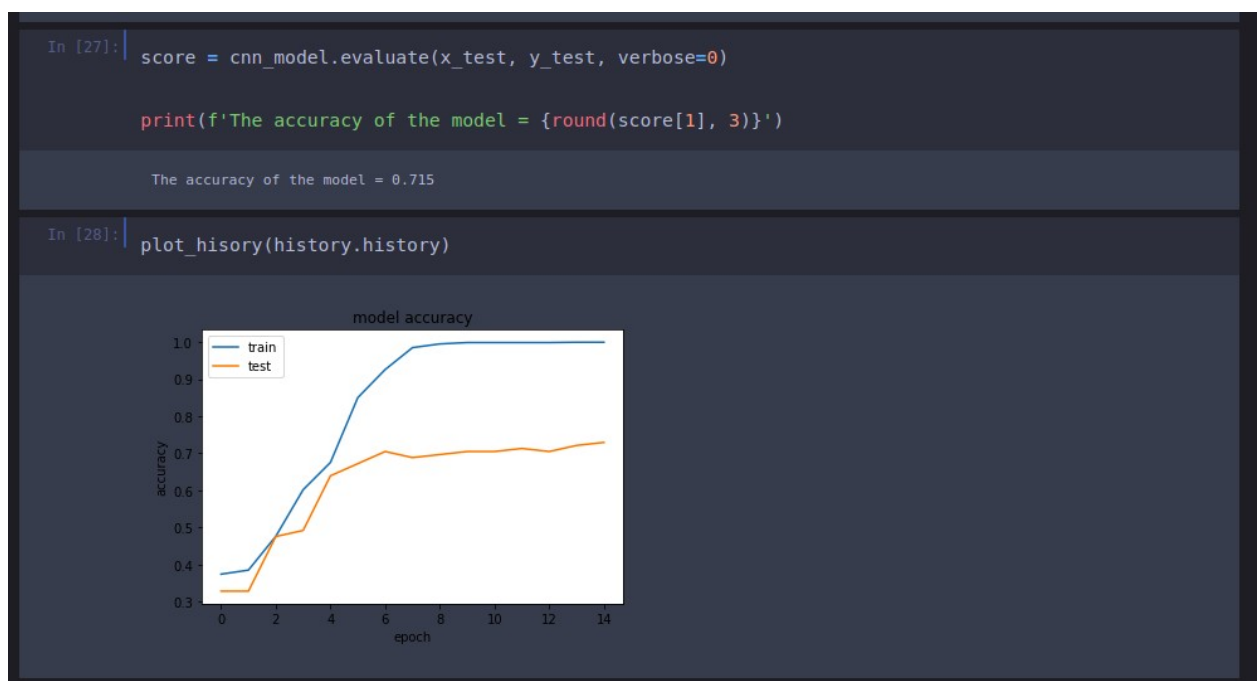 In [27]:
score = cnn_model.evaluate(x_test, y_test, verbose=0)
print(f'The accuracy of the model = {round(score[1], 3)}')
The accuracy of the model = 0.715
In [28]:
plot_hisory(history.history)
model accuracy
train
test
1.0
0.9
0.8
0.7
0.6
0.5
0.4
0.3
accuracy
0 2 4 6 8 10 12 14
epoch